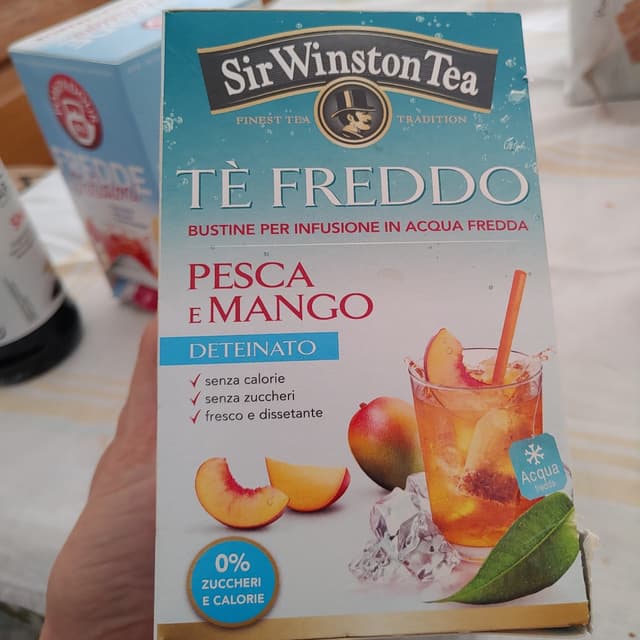 Sir Winston Tea
FINEST TEA TRADITION
TÈ FREDDO
BUSTINE PER INFUSIONE IN ACQUA FREDDA
PESCA
E MANGO
DETEINATO
senza calorie
senza zuccheri
fresco e dissetante
Acqua
fredda
0%
ZUCCHERI
E CALORIE
FREDDE